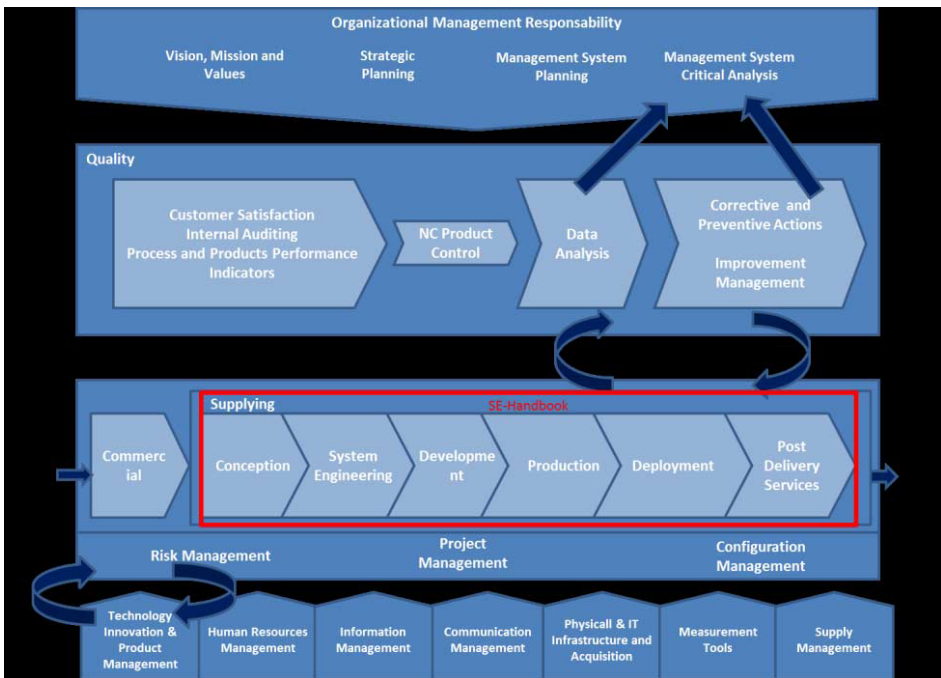 Organizational Management Responsability
Vision, Mission and
Values
Strategic
Planning
Management System
Planning
Management System
Critical Analysis
Quality
Customer Satisfaction
Internal Auditing
Process and Products Performance
Indicators
NC Product
Control
Data
Analysis
Corrective and
Preventive Actions
Improvement
Management
Supplying
SE-Handbook
Commerc
ial
Conception
System
Engineering
Developme
nt
Production
Deployment
Post
Delivery
Services
Risk Management
Project
Management
Configuration
Management
Technology
Innovation &
Product
Management
Human Resources
Management
Information
Management
Communication
Management
Physicall & IT
Infrastructure and
Acquisition
Measurement
Tools
Supply
Management